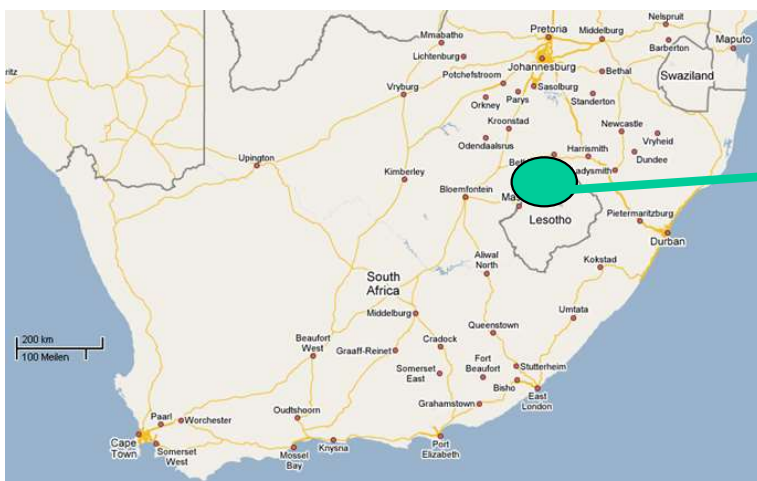 Nelspruit
Pretoria
Mmabatho
Middelburg
Maputo
Lichtenburg
Barberton
Johannesburg
Bethal
Swaziland
Potchefstroom
Vryburg
Sasolburg
Orkney
Parys
Standerton
Kroonstad
Newcastle
Odendaalsrus
Vryheid
Harrismith
Dundee
Upington
Kimberley
Bloemfontein
Lesotho
Pietermaritzburg
Durban
Aliwal
North
Kokstad
South
Africa
Umtata
Middelburg
Queenstown
200 km
100 Meilen
Beaufort
West
Graaff-Reinet
Cradock
Somerset
East
Fort
Beaufort
Stutterheim
Bisho
East
London
Grahamstown
Oudtshoorn
Paarl
Worchester
Cape
Town
Somerset
West
Mossel
Bay
Knysna
Port
Elizabeth